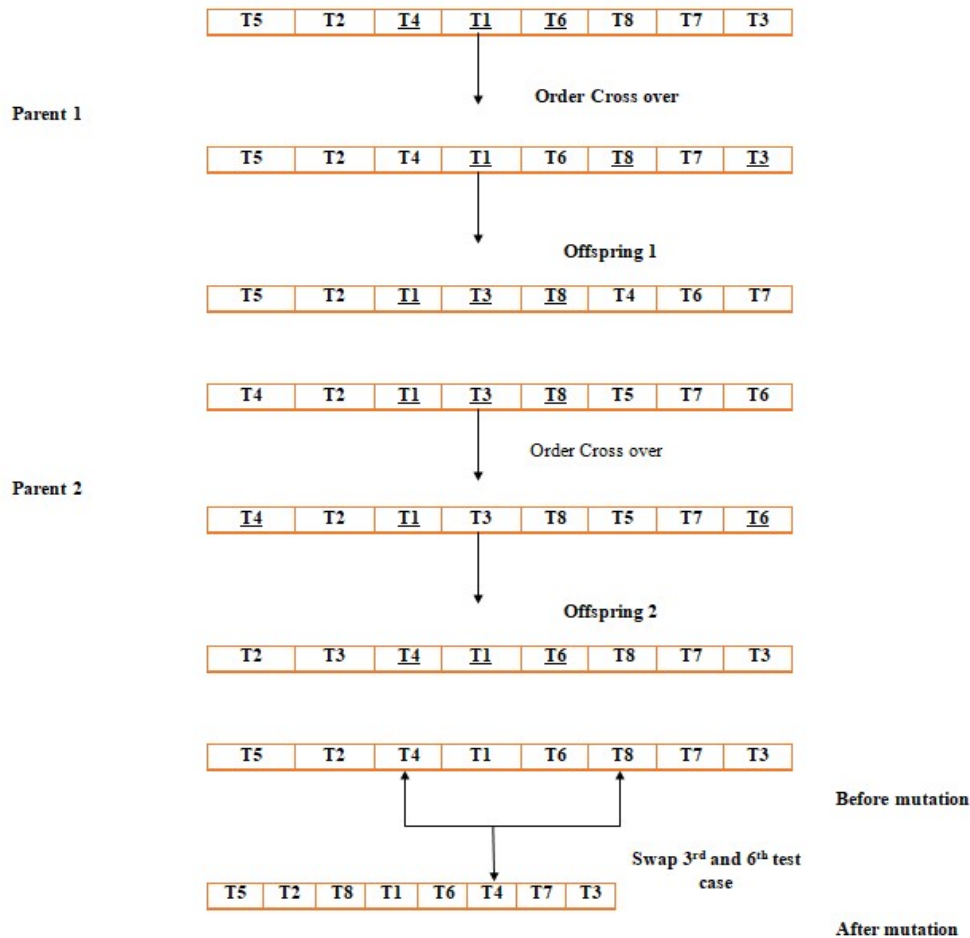 T5 T2 T4 T1 T6 T8 T7 T3
Order Cross over
Parent 1
T5 T2 T4 T1 T6 T8 T7 T3
Offspring 1
T5 T2 T1 T3 T8 T4 T6 T7
T4 T2 T1 T3 T8 T5 T7 T6
Order Cross over
Parent 2
T4 T2 T1 T3 T8 T5 T7 T6
Offspring 2
T2 T3 T4 T1 T6 T8 T7 T3
T5 T2 T4 T1 T6 T8 T7 T3
Before mutation
Swap 3rd and 6th test
case
T5 T2 T8 T1 T6 T4 T7 T3
After mutation